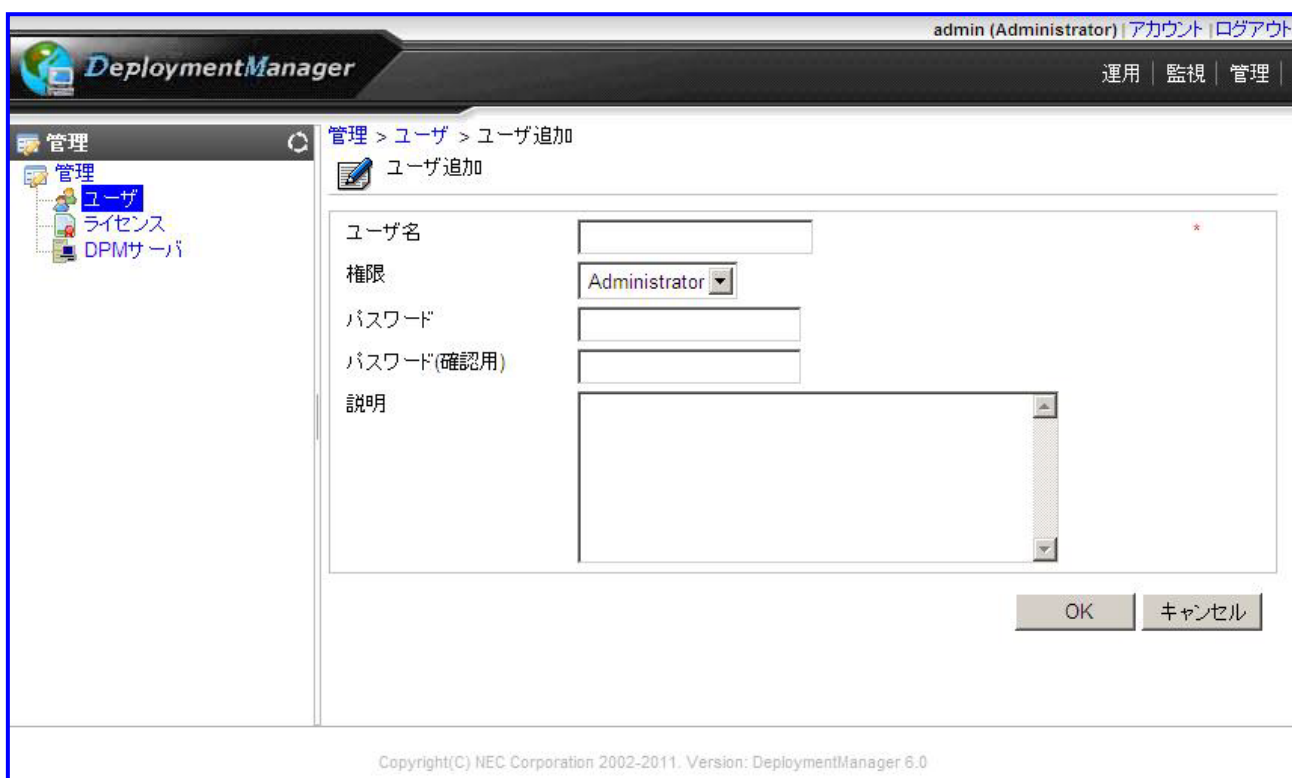 admin (Administrator) | アカウント | ログアウト
DeploymentManager
運用 | 監視 | 管理 |
管理
管理
ユーザ
ライセンス
DPMサーバ
管理 > ユーザ > ユーザ追加
ユーザ追加
ユーザ名 *
権限 Administrator
パスワード
パスワード(確認用)
説明
OK キャンセル
Copyright(C) NEC Corporation 2002-2011. Version: DeploymentManager 6.0